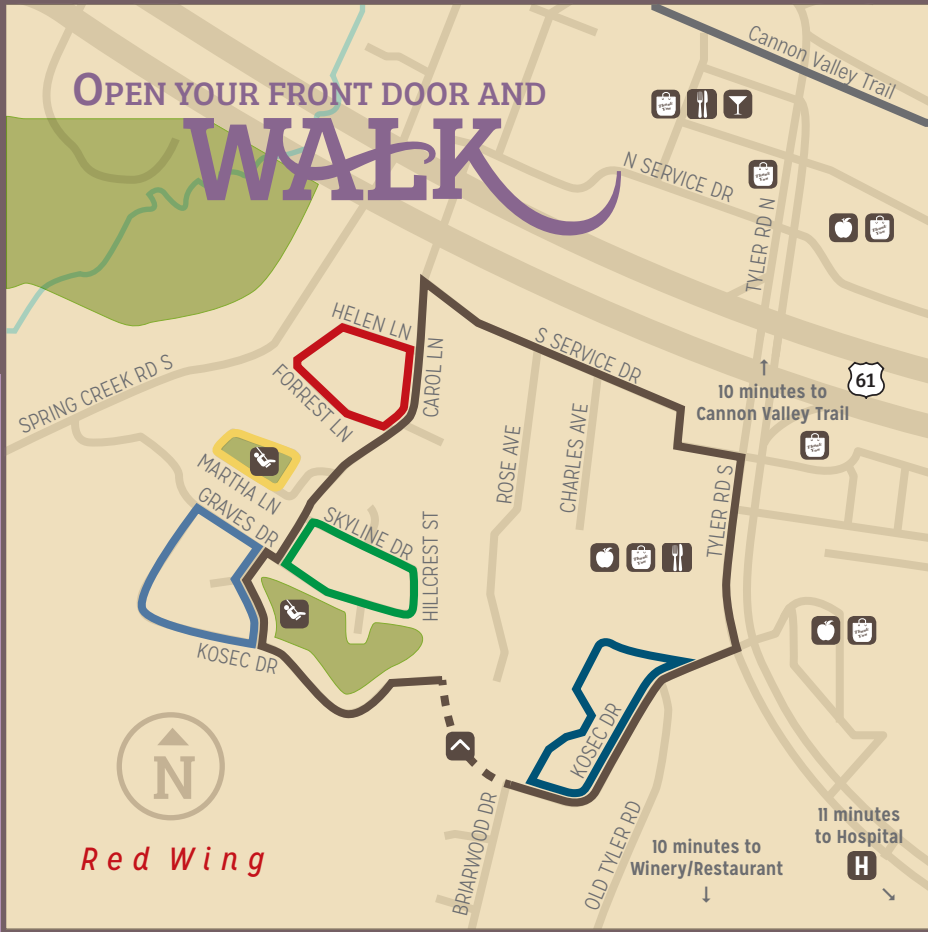 OPEN YOUR FRONT DOOR AND
WALK
Cannon Valley Trail
N SERVICE DR
TYLER RD N
HELEN LN
S SERVICE DR
CAROL LN
FORREST LN
SPRING CREEK RD S
↑
10 minutes to
Cannon Valley Trail
61
ROSE AVE
CHARLES AVE
MARTHA LN
GRAVES DR
SKYLINE DR
HILLCREST ST
TYLER RD S
KOSEC DR
KOSEC DR
N
BRIARWOOD DR
OLD TYLER RD
Red Wing
10 minutes to
Winery/Restaurant
↓
11 minutes
to Hospital
H
↘